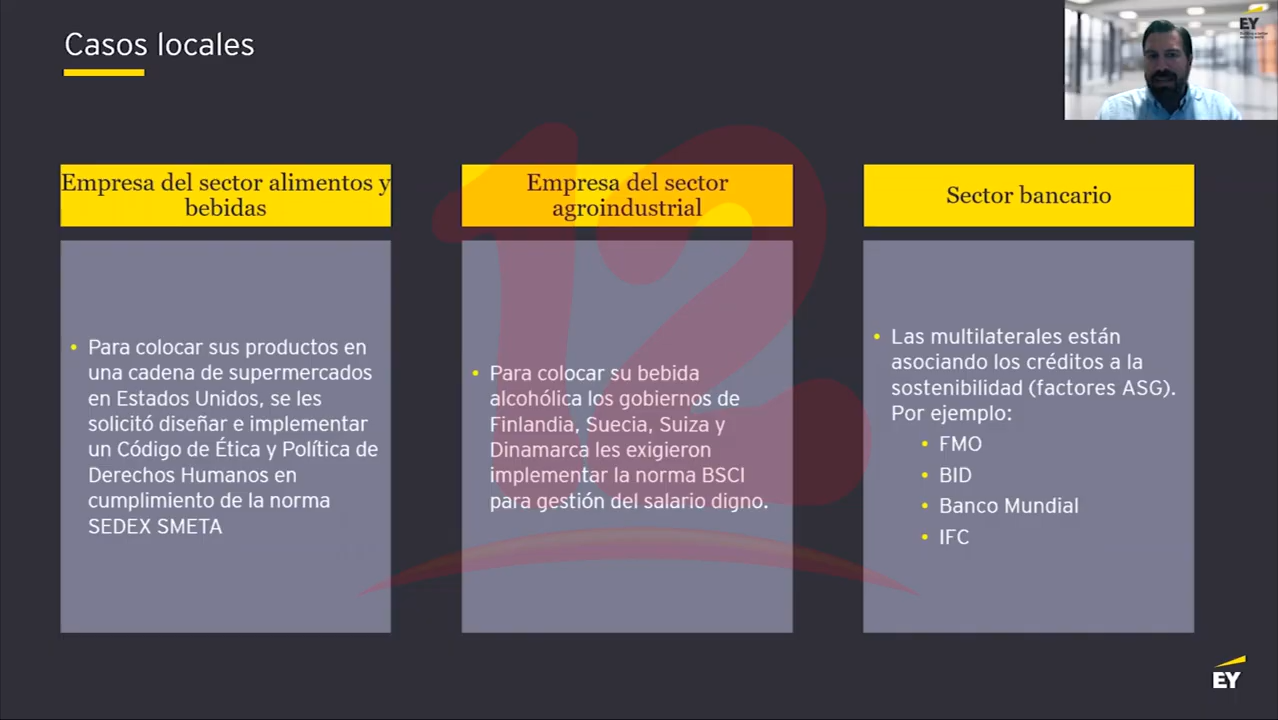 Casos locales
EY
Empresa del sector alimentos y
bebidas
Para colocar sus productos en
una cadena de supermercados
en Estados Unidos, se les
solicitó diseñar e implementar
un Código de Ética y Política de
Derechos Humanos en
cumplimiento de la norma
SEDEX SMETA
Empresa del sector
agroindustrial
Para colocar su bebida
alcohólica los gobiernos de
Finlandia, Suecia, Suiza y
Dinamarca les exigieron
implementar la norma BSCI
para gestión del salario digno.
Sector bancario
Las multilaterales están
asociando los créditos a la
sostenibilidad (factores ASG).
Por ejemplo:
FMO
BID
Banco Mundial
IFC
12
EY